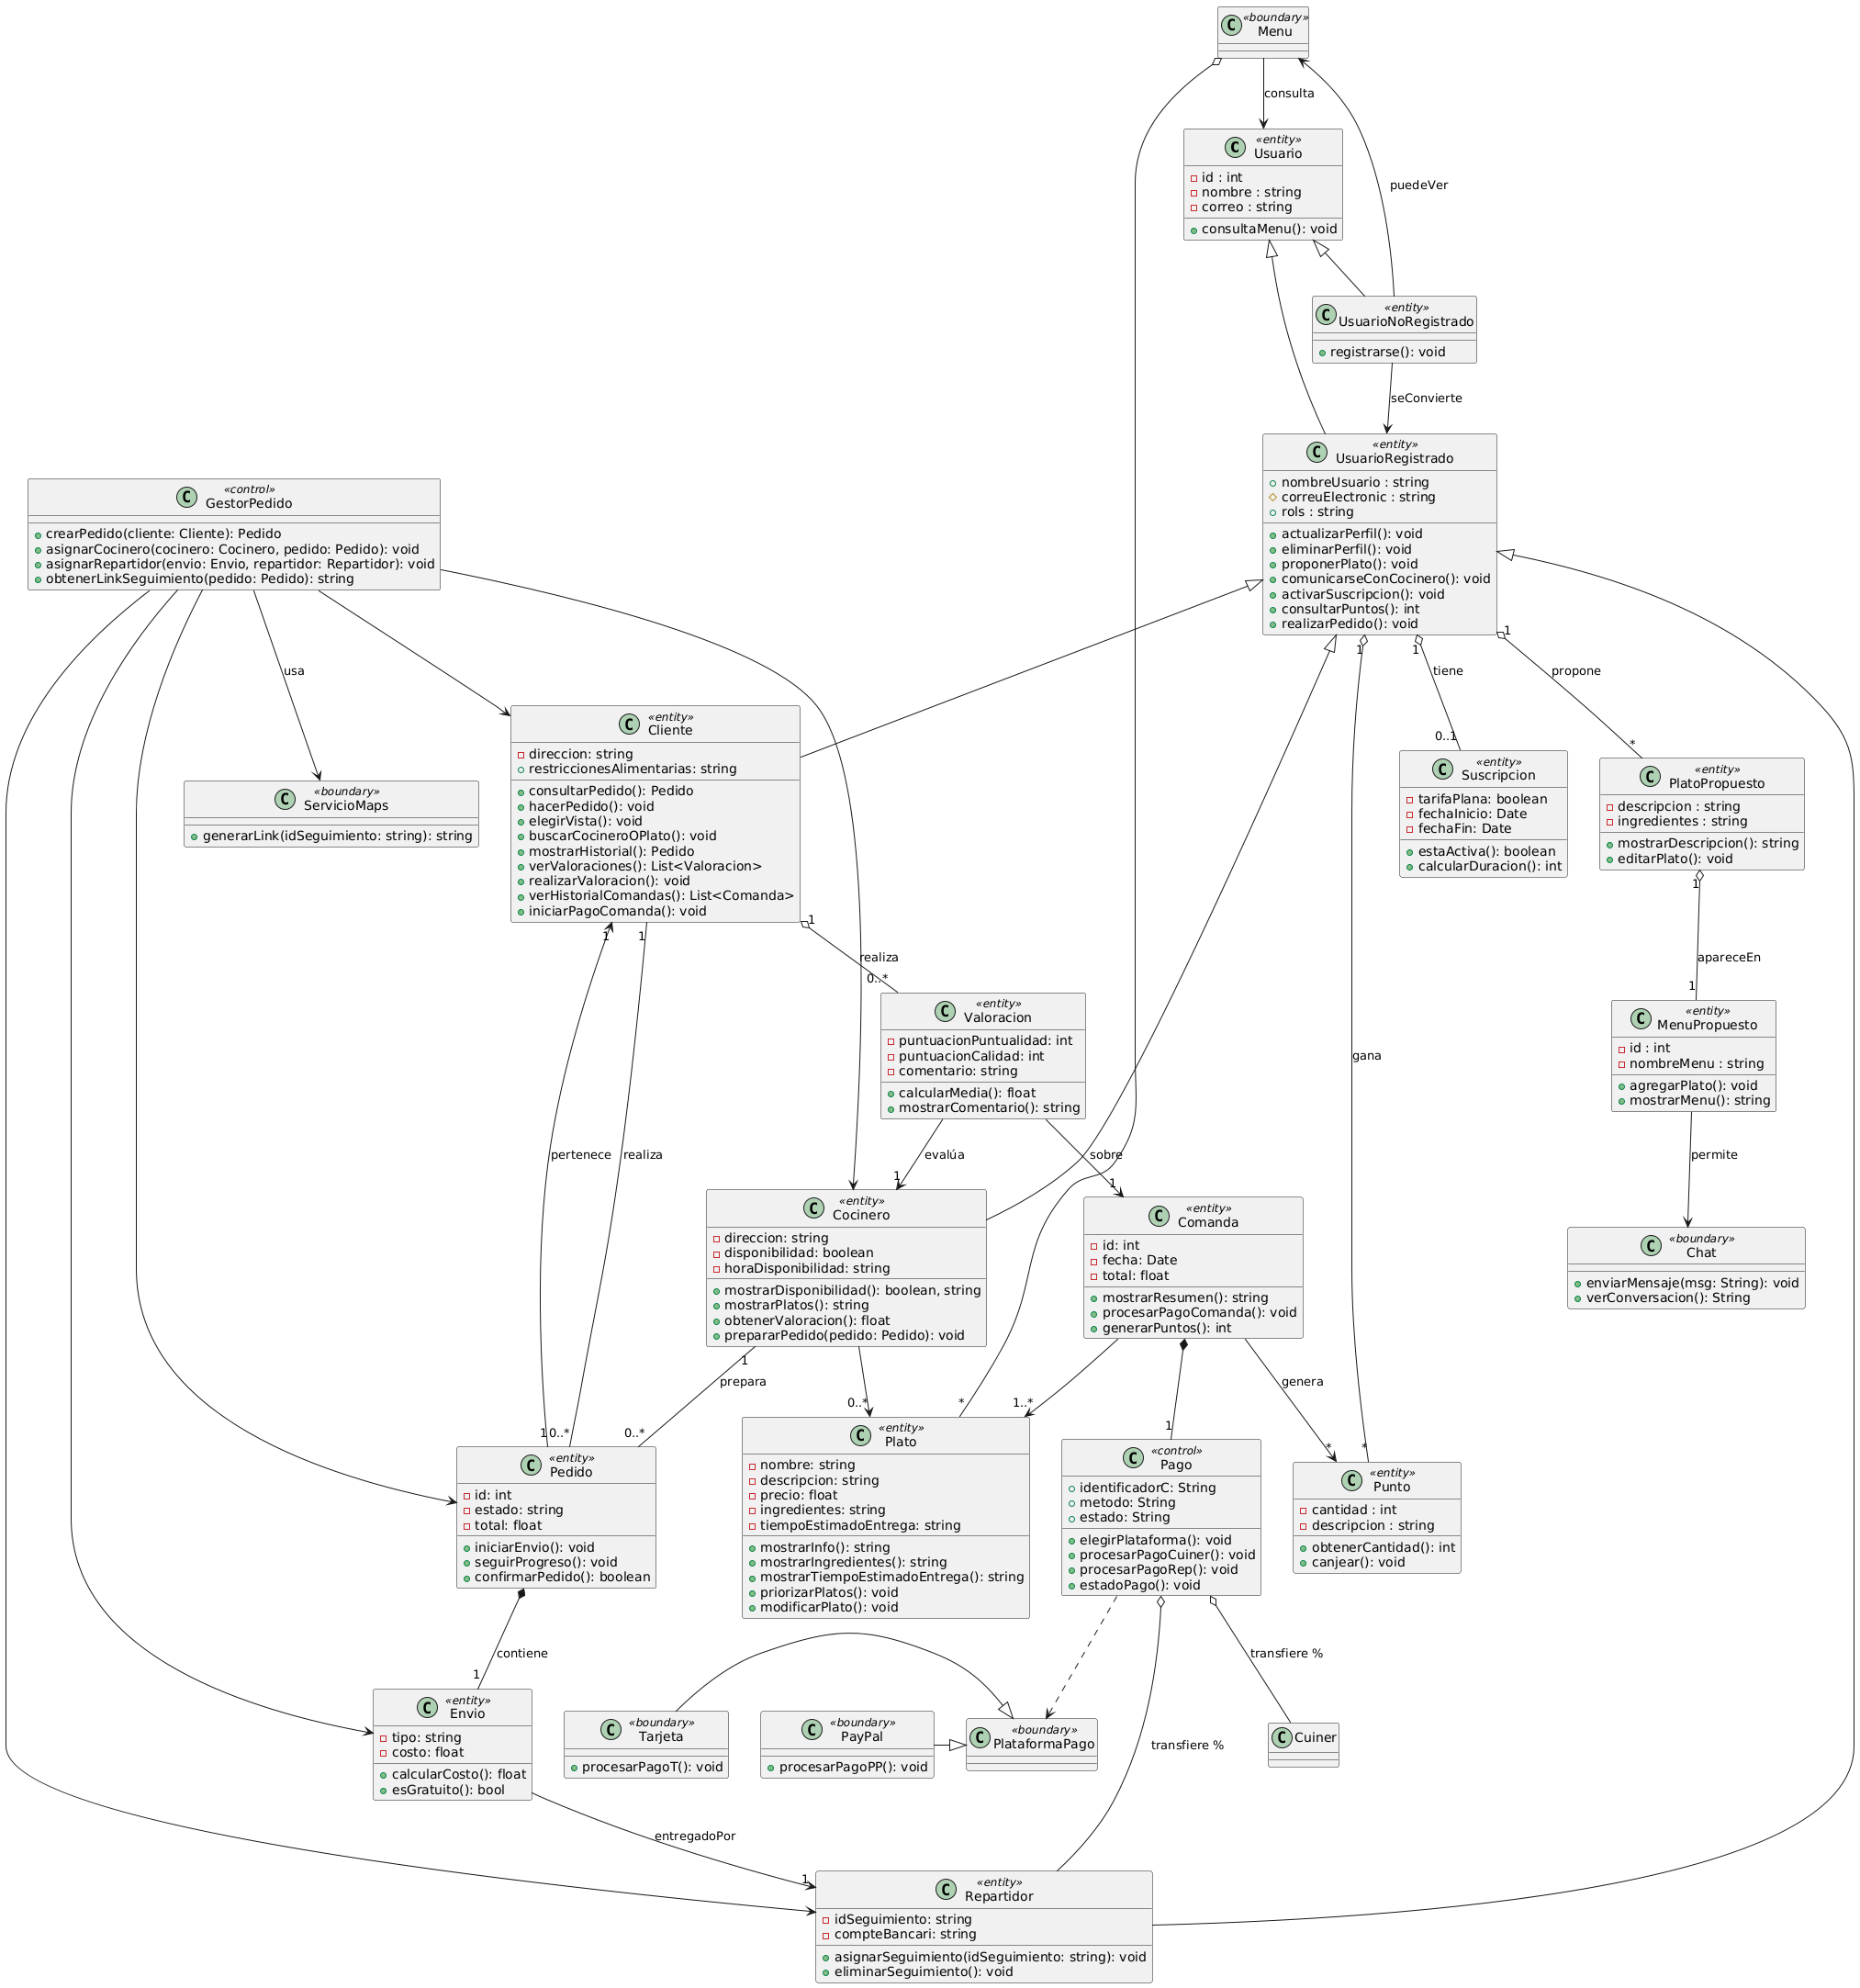 «boundary»
Menu
consulta
puedeVer
«entity»
Usuario
id : int
nombre : string
correo : string
consultaMenu(): void
«entity»
UsuarioNoRegistrado
registrarse(): void
seConvierte
«entity»
UsuarioRegistrado
nombreUsuario : string
correuElectronic : string
rols : string
actualizarPerfil(): void
eliminarPerfil(): void
proponerPlato(): void
comunicarseConCocinero(): void
activarSuscripcion(): void
consultarPuntos(): int
realizarPedido(): void
«control»
GestorPedido
crearPedido(cliente: Cliente): Pedido
asignarCocinero(cocinero: Cocinero, pedido: Pedido): void
asignarRepartidor(envio: Envio, repartidor: Repartidor): void
obtenerLinkSeguimiento(pedido: Pedido): string
usa
1
1
1
tiene
propone
0..1
*
«entity»
Cliente
direccion: string
restriccionesAlimentarias: string
consultarPedido(): Pedido
hacerPedido(): void
elegirVista(): void
buscarCocineroOPlato(): void
mostrarHistorial(): Pedido
verValoraciones(): List<Valoracion>
realizarValoracion(): void
verHistorialComandas(): List<Comanda>
iniciarPagoComanda(): void
«boundary»
ServicioMaps
generarLink(idSeguimiento: string): string
«entity»
Suscripcion
tarifaPlana: boolean
fechaInicio: Date
fechaFin: Date
estaActiva(): boolean
calcularDuracion(): int
«entity»
PlatoPropuesto
descripcion : string
ingredientes : string
mostrarDescripcion(): string
editarPlato(): void
1
1
1
1
realiza
0..*
apareceEn
1
«entity»
Valoracion
puntuacionPuntualidad: int
puntuacionCalidad: int
comentario: string
calcularMedia(): float
mostrarComentario(): string
gana
«entity»
MenuPropuesto
id : int
nombreMenu : string
agregarPlato(): void
mostrarMenu(): string
pertenece
realiza
evalúa
1
sobre
1
permite
«entity»
Cocinero
direccion: string
disponibilidad: boolean
horaDisponibilidad: string
mostrarDisponibilidad(): boolean, string
mostrarPlatos(): string
obtenerValoracion(): float
prepararPedido(pedido: Pedido): void
«entity»
Comanda
id: int
fecha: Date
total: float
mostrarResumen(): string
procesarPagoComanda(): void
generarPuntos(): int
«boundary»
Chat
enviarMensaje(msg: String): void
verConversacion(): String
1
prepara
genera
1
0..*
0..*
0..*
*
1..*
1
*
*
«entity»
Pedido
id: int
estado: string
total: float
iniciarEnvio(): void
seguirProgreso(): void
confirmarPedido(): boolean
«entity»
Plato
nombre: string
descripcion: string
precio: float
ingredientes: string
tiempoEstimadoEntrega: string
mostrarInfo(): string
mostrarIngredientes(): string
mostrarTiempoEstimadoEntrega(): string
priorizarPlatos(): void
modificarPlato(): void
«control»
Pago
identificadorC: String
metodo: String
estado: String
elegirPlataforma(): void
procesarPagoCuiner(): void
procesarPagoRep(): void
estadoPago(): void
«entity»
Punto
cantidad : int
descripcion : string
obtenerCantidad(): int
canjear(): void
contiene
1
transfiere %
«entity»
Envio
tipo: string
costo: float
calcularCosto(): float
esGratuito(): bool
«boundary»
Tarjeta
procesarPagoT(): void
«boundary»
PayPal
procesarPagoPP(): void
«boundary»
PlataformaPago
Cuiner
transfiere %
entregadoPor
1
«entity»
Repartidor
idSeguimiento: string
compteBancari: string
asignarSeguimiento(idSeguimiento: string): void
eliminarSeguimiento(): void